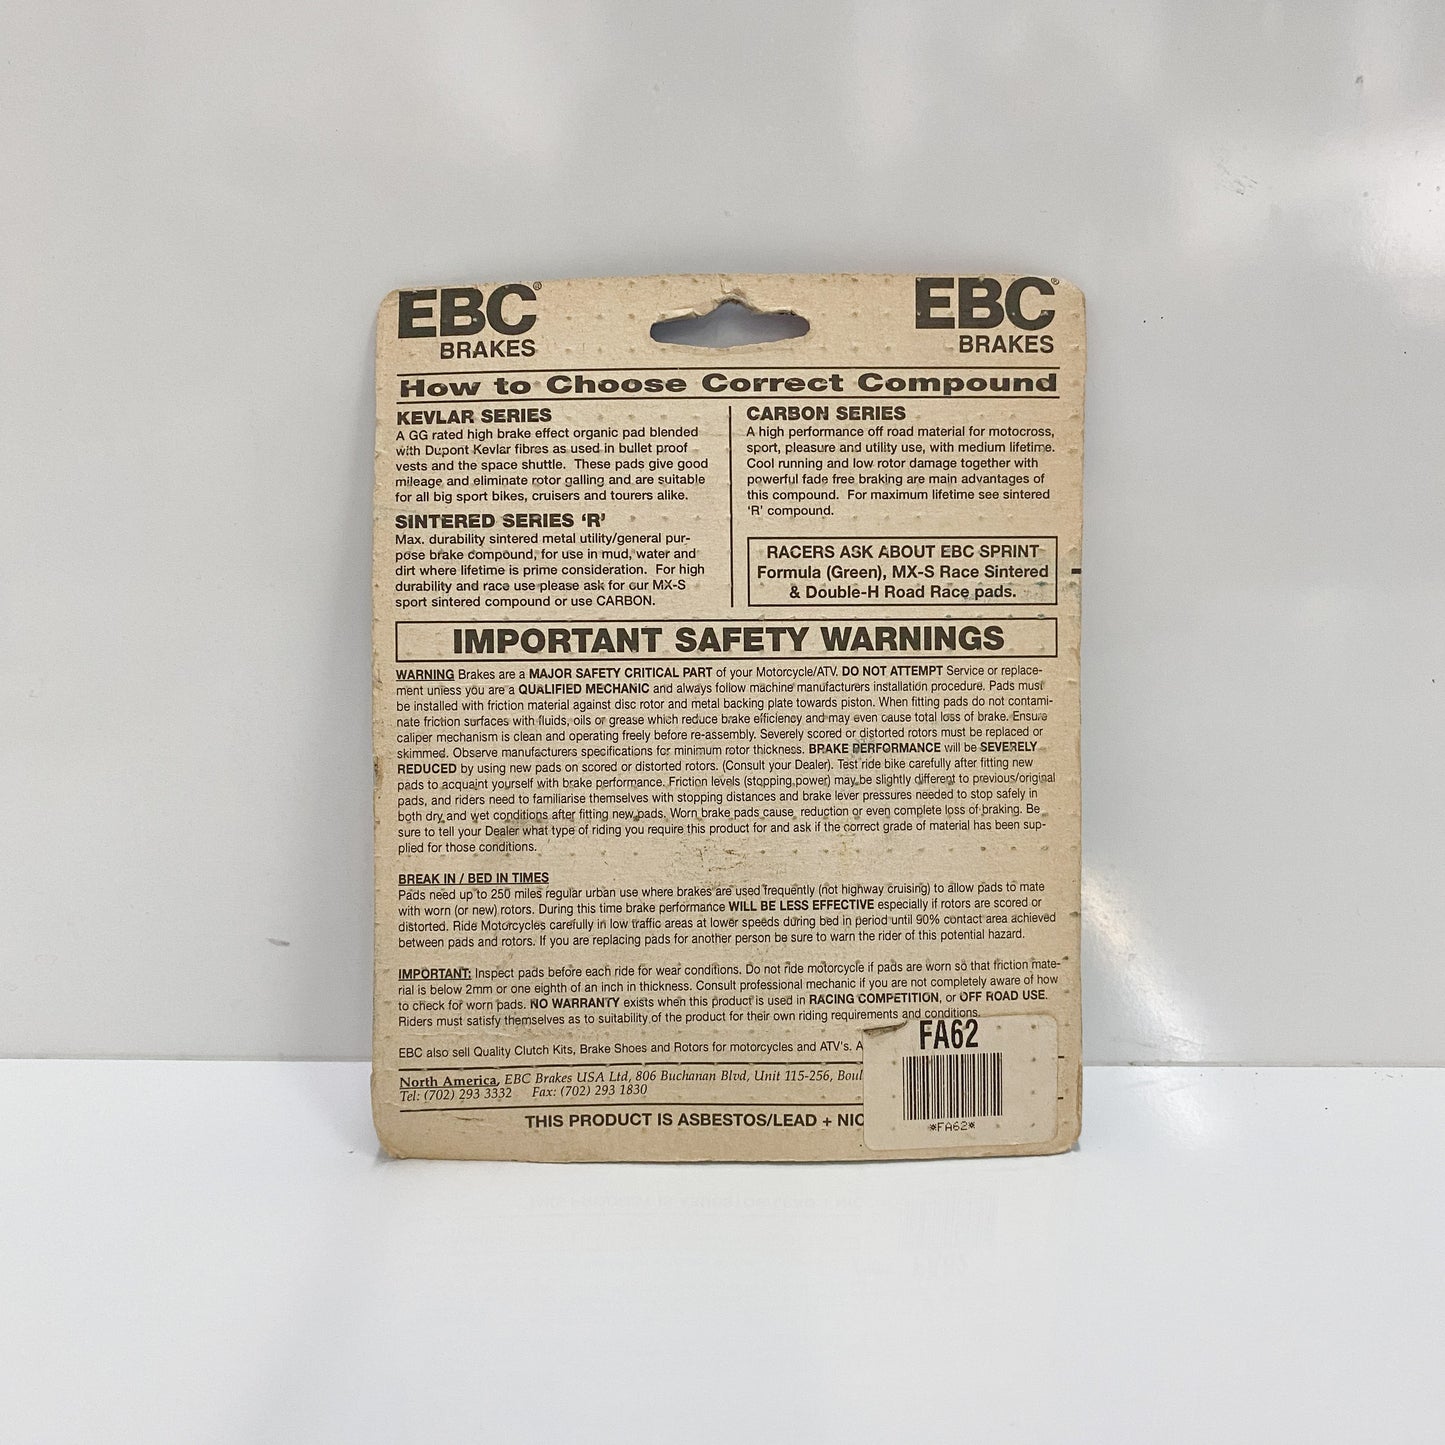 EBC®
BRAKES
EBC®
BRAKES
How to Choose Correct Compound
KEVLAR SERIES
A GG rated high brake effect organic pad blended
with Dupont Kevlar fibres as used in bullet proof
vests and the space shuttle. These pads give good
mileage and eliminate rotor galling and are suitable
for all big sport bikes, cruisers and tourers alike.
SINTERED SERIES ‘R’
Max. durability sintered metal utility/general pur-
pose brake compound, for use in mud, water and
dirt where lifetime is prime consideration. For high
durability and race use please ask for our MX-S
sport sintered compound or use CARBON.
CARBON SERIES
A high performance off road material for motocross,
sport, pleasure and utility use, with medium lifetime.
Cool running and low rotor damage together with
powerful fade free braking are main advantages of
this compound. For maximum lifetime see sintered
‘R’ compound.
RACERS ASK ABOUT EBC SPRINT
Formula (Green), MX-S Race Sintered
& Double-H Road Race pads.
IMPORTANT SAFETY WARNINGS
WARNING Brakes are a MAJOR SAFETY CRITICAL PART of your Motorcycle/ATV. DO NOT ATTEMPT Service or replace-
ment unless you are a QUALIFIED MECHANIC and always follow machine manufacturers installation procedure. Pads must
be installed with friction material against disc rotor and metal backing plate towards piston. When fitting pads do not contami-
nate friction surfaces with fluids, oils or grease which reduce brake efficiency and may even cause total loss of brake. Ensure
caliper mechanism is clean and operating freely before re-assembly. Severely scored or distorted rotors must be replaced or
skimmed. Observe manufacturers specifications for minimum rotor thickness. BRAKE PERFORMANCE will be SEVERELY
REDUCED by using new pads on scored or distorted rotors. (Consult your Dealer). Test ride bike carefully after fitting new
pads to acquaint yourself with brake performance. Friction levels (stopping power) may be slightly different to previous/original
pads, and riders need to familiarise themselves with stopping distances and brake lever pressures needed to stop safely in
both dry and wet conditions after fitting new pads. Worn brake pads cause reduction or even complete loss of braking. Be
sure to tell your Dealer what type of riding you require this product for and ask if the correct grade of material has been sup-
plied for those conditions.
BREAK IN / BED IN TIMES
Pads need up to 250 miles regular urban use where brakes are used frequently (not highway cruising) to allow pads to mate
with worn (or new) rotors. During this time brake performance WILL BE LESS EFFECTIVE especially if rotors are scored or
distorted. Ride Motorcycles carefully in low traffic areas at lower speeds during bed in period until 90% contact area achieved
between pads and rotors. If you are replacing pads for another person be sure to warn the rider of this potential hazard.
IMPORTANT: Inspect pads before each ride for wear conditions. Do not ride motorcycle if pads are worn so that friction mate-
rial is below 2mm or one eighth of an inch in thickness. Consult professional mechanic if you are not completely aware of how
to check for worn pads. NO WARRANTY exists when this product is used in RACING COMPETITION, or OFF ROAD USE.
Riders must satisfy themselves as to suitability of the product for their own riding requirements and conditions.
EBC also sell Quality Clutch Kits, Brake Shoes and Rotors for motorcycles and ATV's. A
North America, EBC Brakes USA Ltd, 806 Buchanan Blvd, Unit 115-256, Boul
Tel: (702) 293 3332 Fax: (702) 293 1830
THIS PRODUCT IS ASBESTOS/LEAD + NIC
FA62
*FA62*